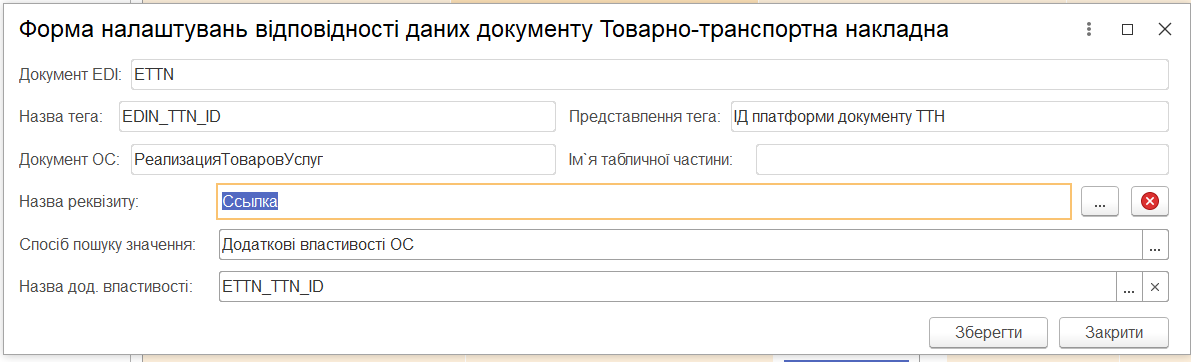 Форма налаштувань відповідності даних документу Товарно-транспортна накладна
Документ EDI: ETTN
Назва тега: EDIN_TTN_ID Представлення тега: ІД платформи документу ТТН
Документ ОС: РеализацияТоваровУслуг Ім`я табличної частини:
Назва реквізиту: Ссылка ...
Спосіб пошуку значення: Додаткові властивості ОС ...
Назва дод. властивості: ETTN_TTN_ID ...
Зберегти Закрити